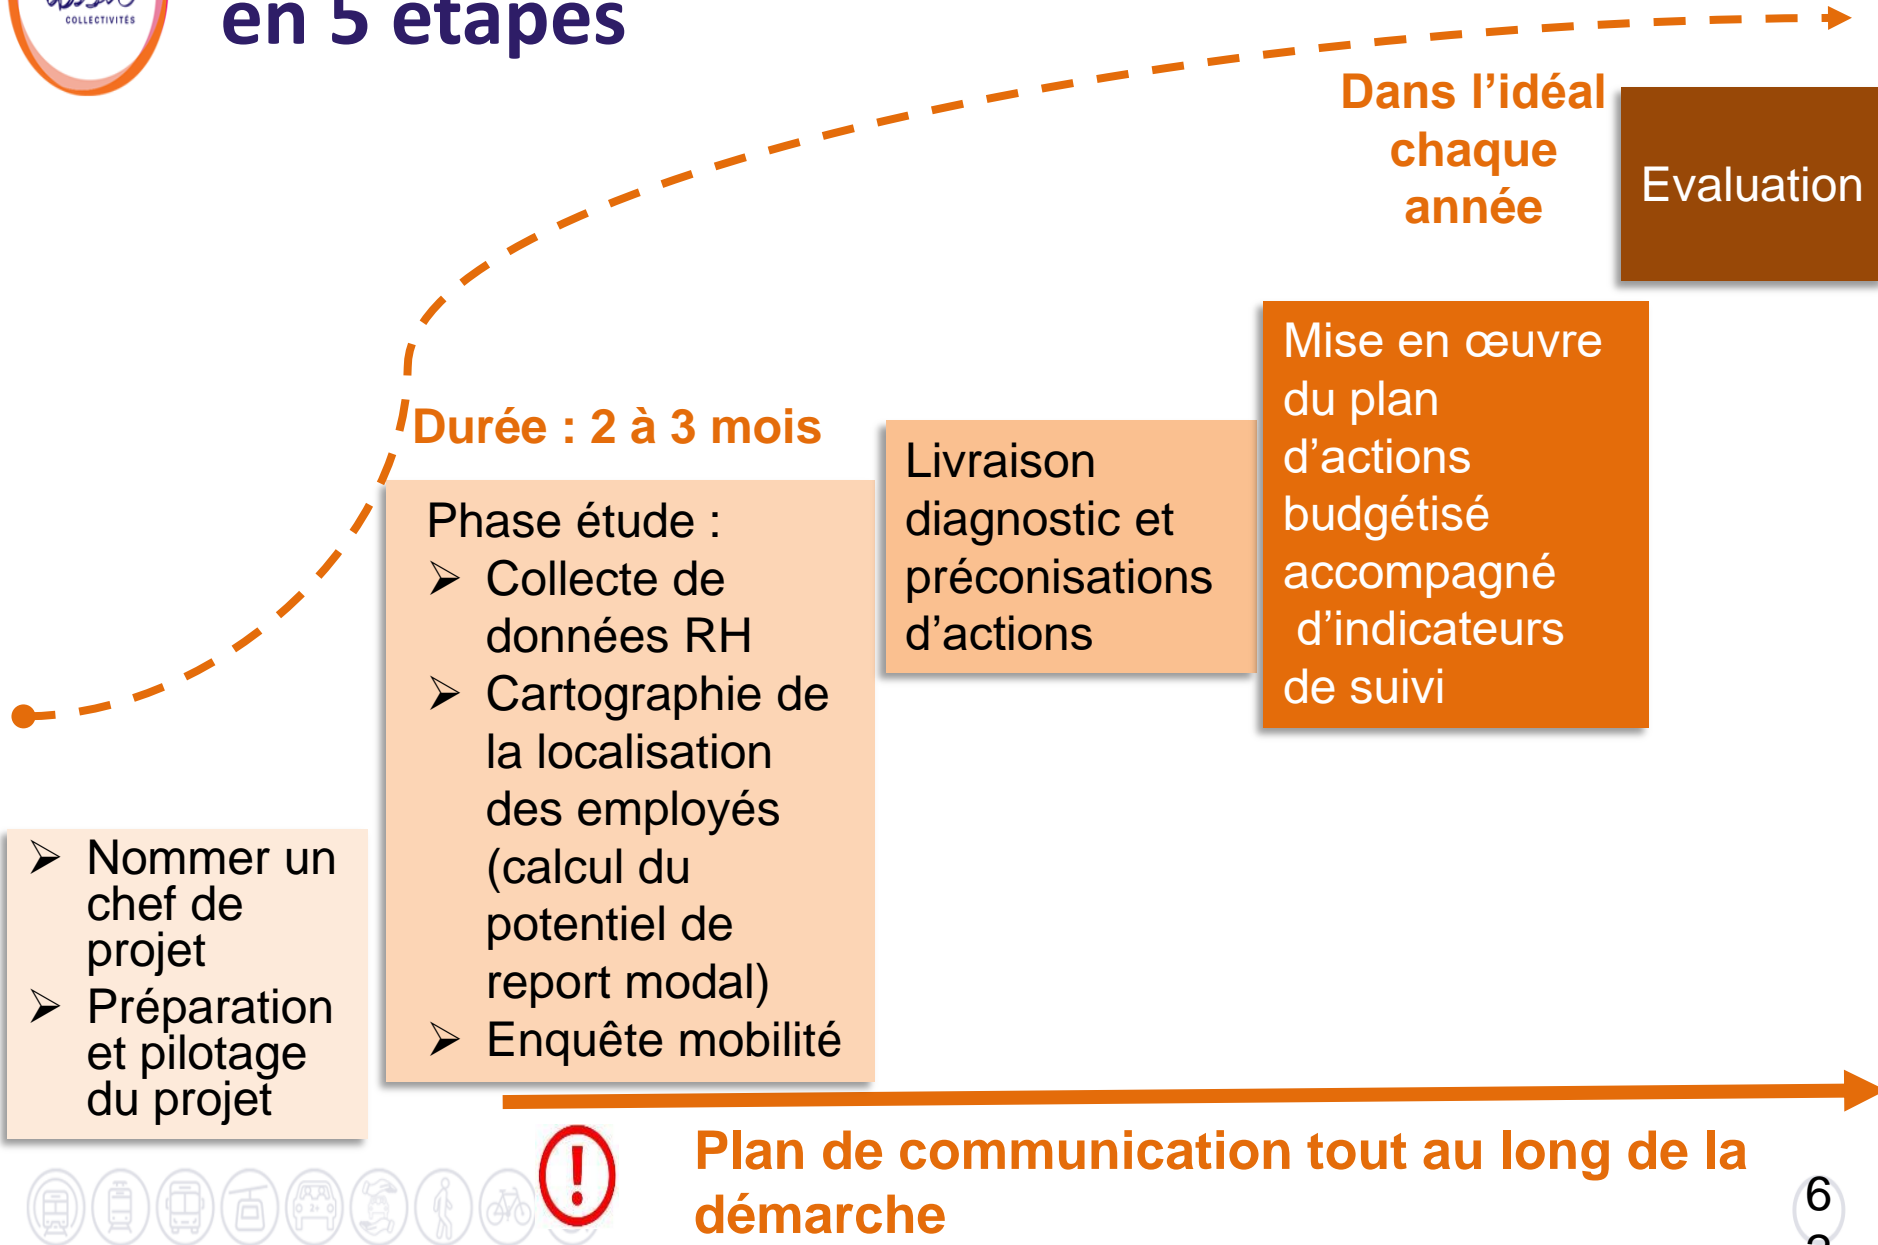 COLLECTIVITÉS
en 5 étapes
Dans l’idéal
chaque
année
Evaluation
Mise en œuvre
du plan
d’actions
budgétisé
accompagné
d’indicateurs
de suivi
Durée : 2 à 3 mois
Livraison
diagnostic et
préconisations
d’actions
Phase étude :
➢ Collecte de
données RH
➢ Cartographie de
la localisation
des employés
(calcul du
potentiel de
report modal)
➢ Enquête mobilité
➢ Nommer un
chef de
projet
➢ Préparation
et pilotage
du projet
Plan de communication tout au long de la
démarche
6